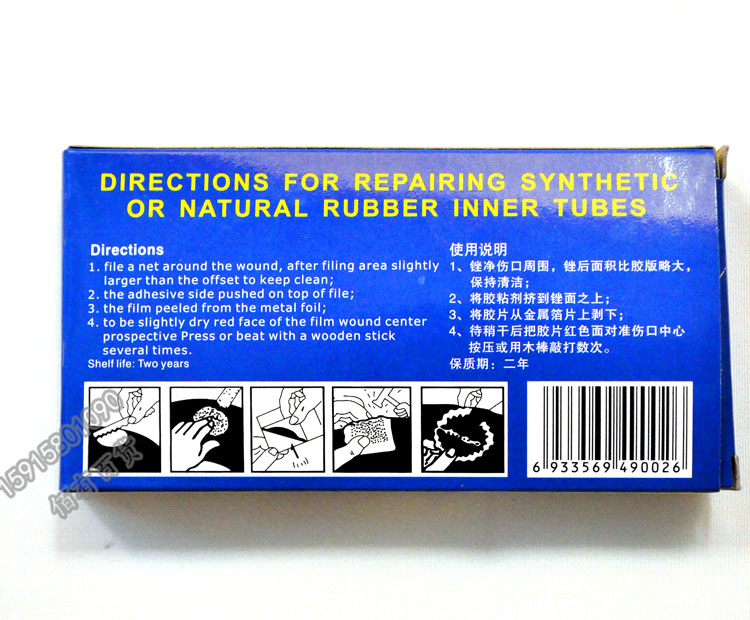 DIRECTIONS FOR REPAIRING SYNTHETIC
OR NATURAL RUBBER INNER TUBES
Directions
1. file a net around the wound, after filing area slightly
larger than the offset to keep clean;
2. the adhesive side pushed on top of file;
3. the film peeled from the metal foil;
4. to be slightly dry red face of the film wound center
prospective Press or beat with a wooden stick
several times.
Shelf life: Two years
使用说明
1、锉净伤口周围，锉后面积比胶版略大，
保持清洁；
2、将胶粘剂挤到锉面之上；
3、将胶片从金属箔片上剥下；
4、待稍干后把胶片红色面对准伤口中心
按压或用木棒敲打数次。
保质期：二年
6 933569 490026
15915801090
佰有百货